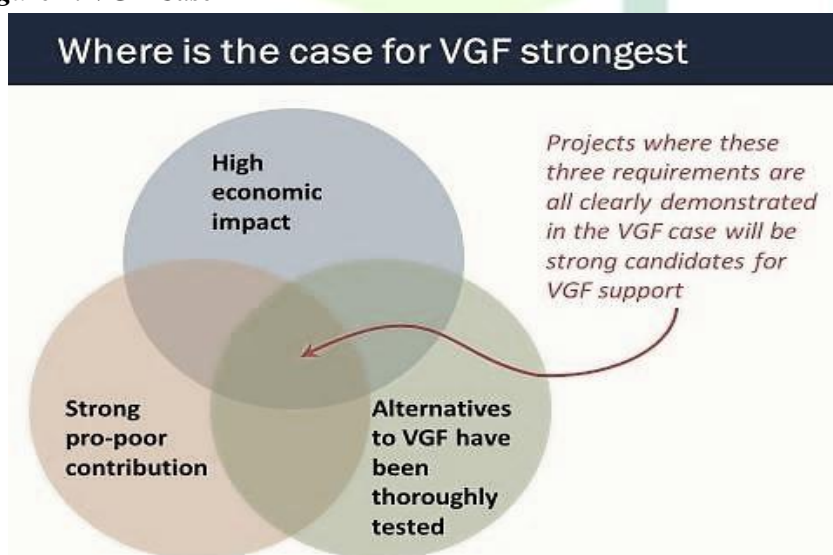 Where is the case for VGF strongest
High
economic
impact
Projects where these
three requirements are
all clearly demonstrated
in the VGF case will be
strong candidates for
VGF support
Strong
pro-poor
contribution
Alternatives
to VGF have
been
thoroughly
tested